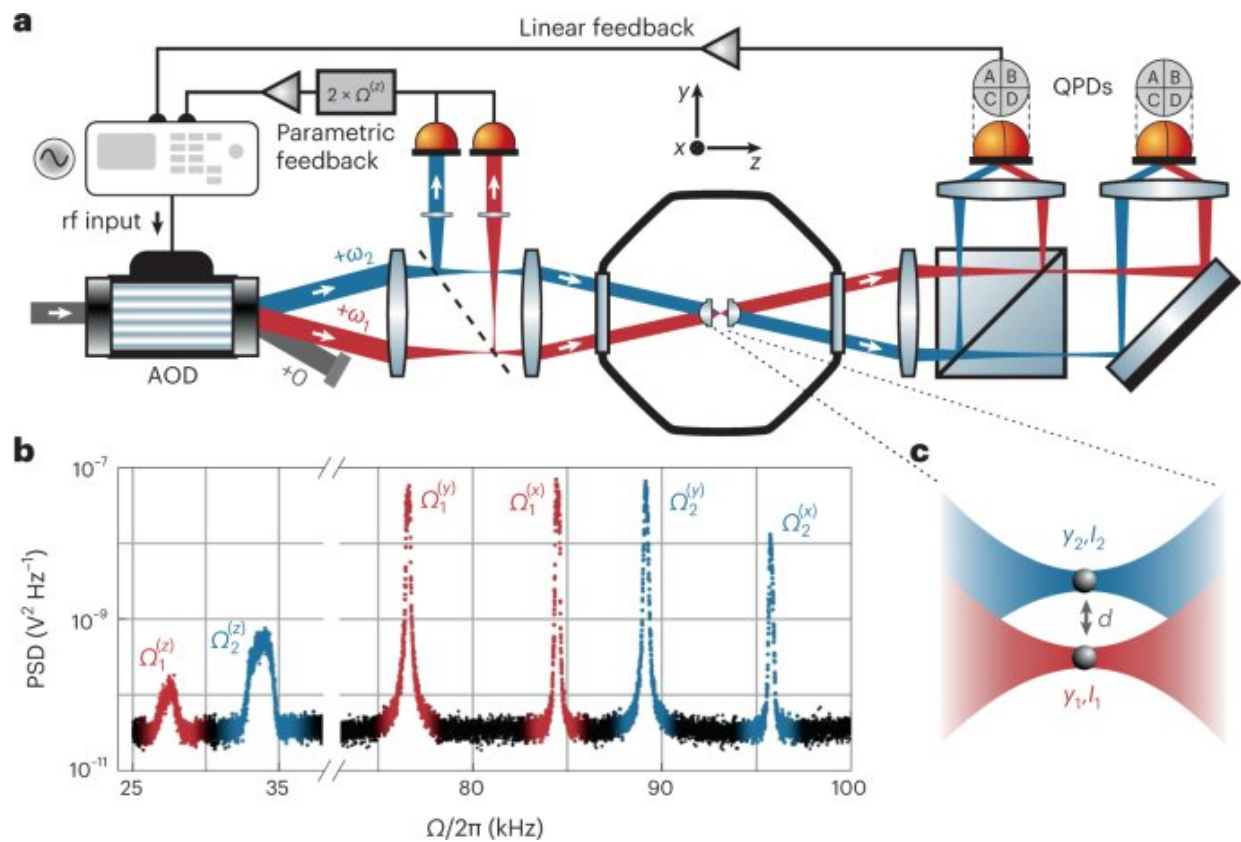 a
Linear feedback
2 × Ω(z)
Parametric
feedback
rf input
AOD
+ω2
+ω1
+0
y
x
z
A B
C D
QPDs
A B
C D
b
PSD (V2 Hz−1)
10−7
10−9
10−11
Ω1(z)
Ω2(z)
Ω1(y)
Ω1(x)
Ω2(y)
Ω2(x)
25
35
80
90
100
Ω/2π (kHz)
c
y2,I2
d
y1,I1